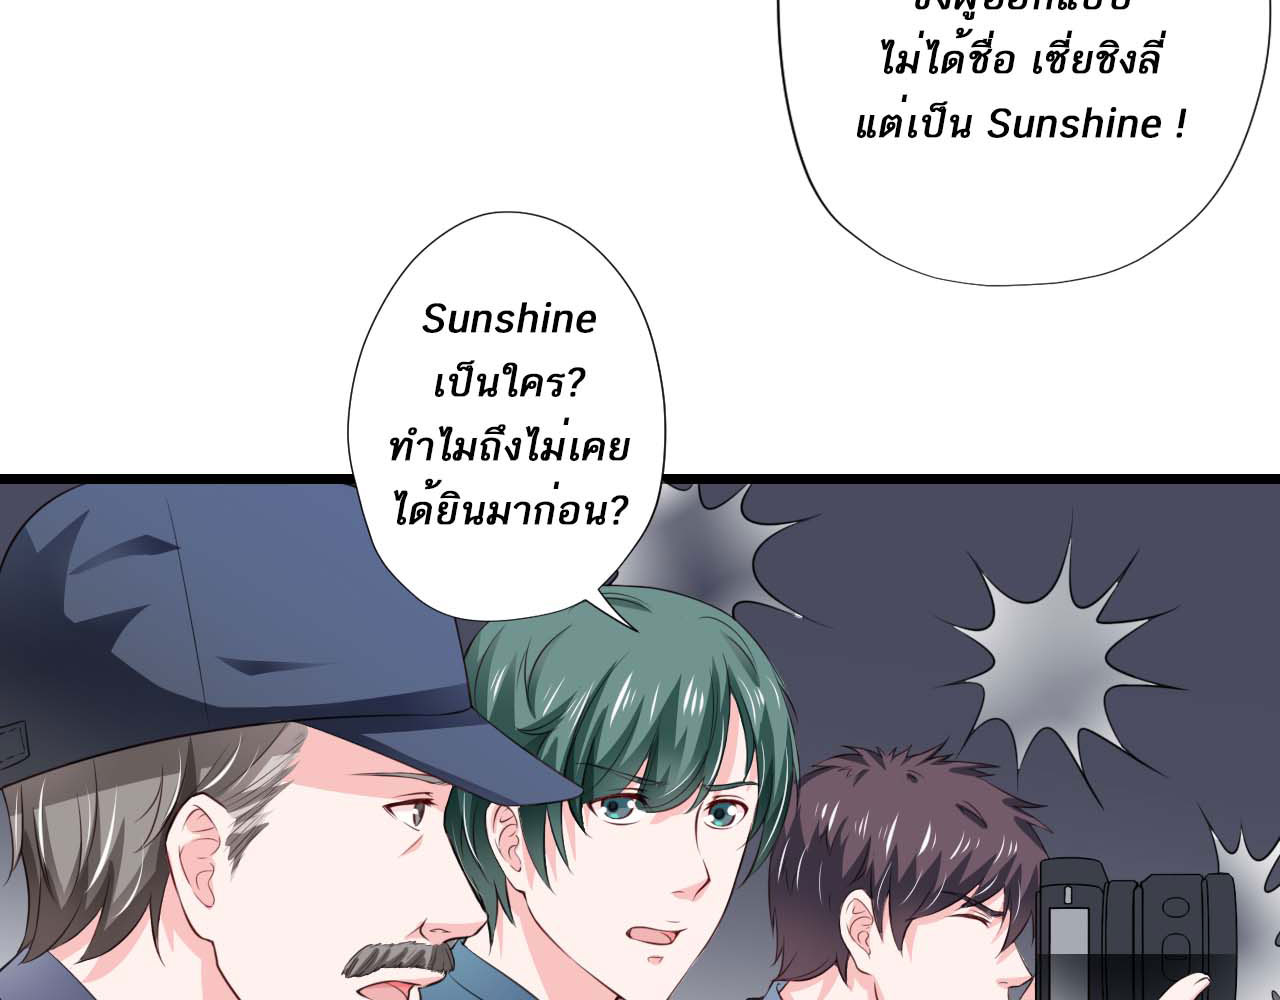 ไม่ได้ชื่อ เซี่ยชิงลี่
แต่เป็น Sunshine !
Sunshine
เป็นใคร?
ทำไมถึงไม่เคย
ได้ยินมาก่อน?